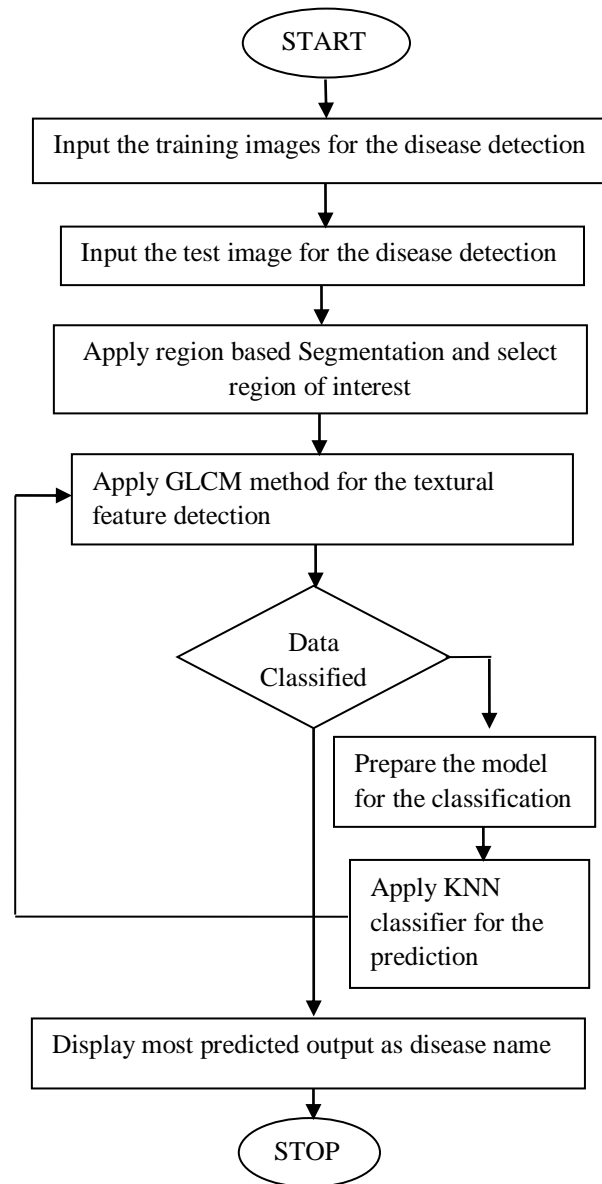 START
Input the training images for the disease detection
Input the test image for the disease detection
Apply region based Segmentation and select
region of interest
Apply GLCM method for the textural
feature detection
Data
Classified
Prepare the model
for the classification
Apply KNN
classifier for the
prediction
Display most predicted output as disease name
STOP